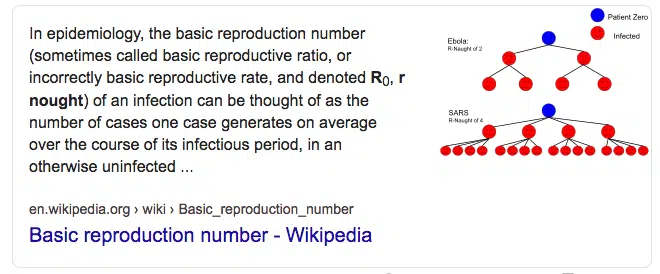 In epidemiology, the basic reproduction number
(sometimes called basic reproductive ratio, or
incorrectly basic reproductive rate, and denoted R0, r
nought) of an infection can be thought of as the
number of cases one case generates on average
over the course of its infectious period, in an
otherwise uninfected ...
en.wikipedia.org › wiki › Basic_reproduction_number
Basic reproduction number - Wikipedia
Patient Zero
Infected
Ebola:
R-Naught of 2
SARS
R-Naught of 4